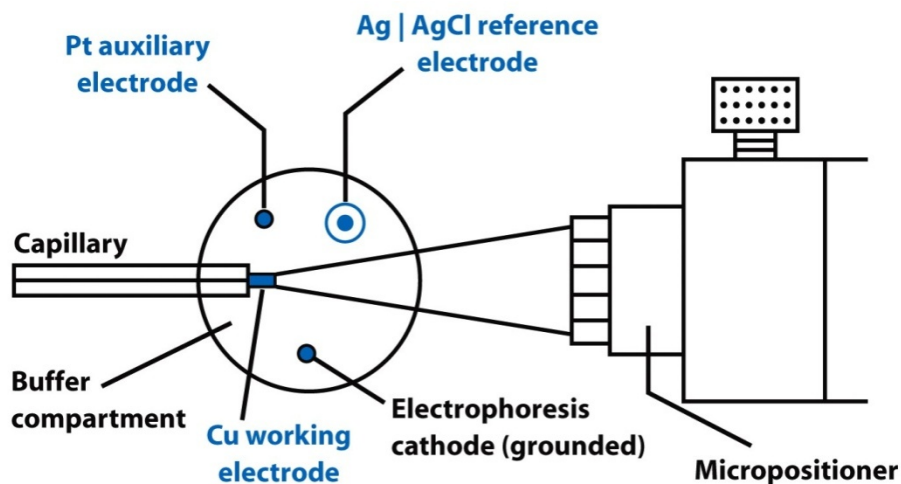 Pt auxiliary
electrode
Ag | AgCl reference
electrode
Capillary
Buffer
compartment
Cu working
electrode
Electrophoresis
cathode (grounded)
Micropositioner